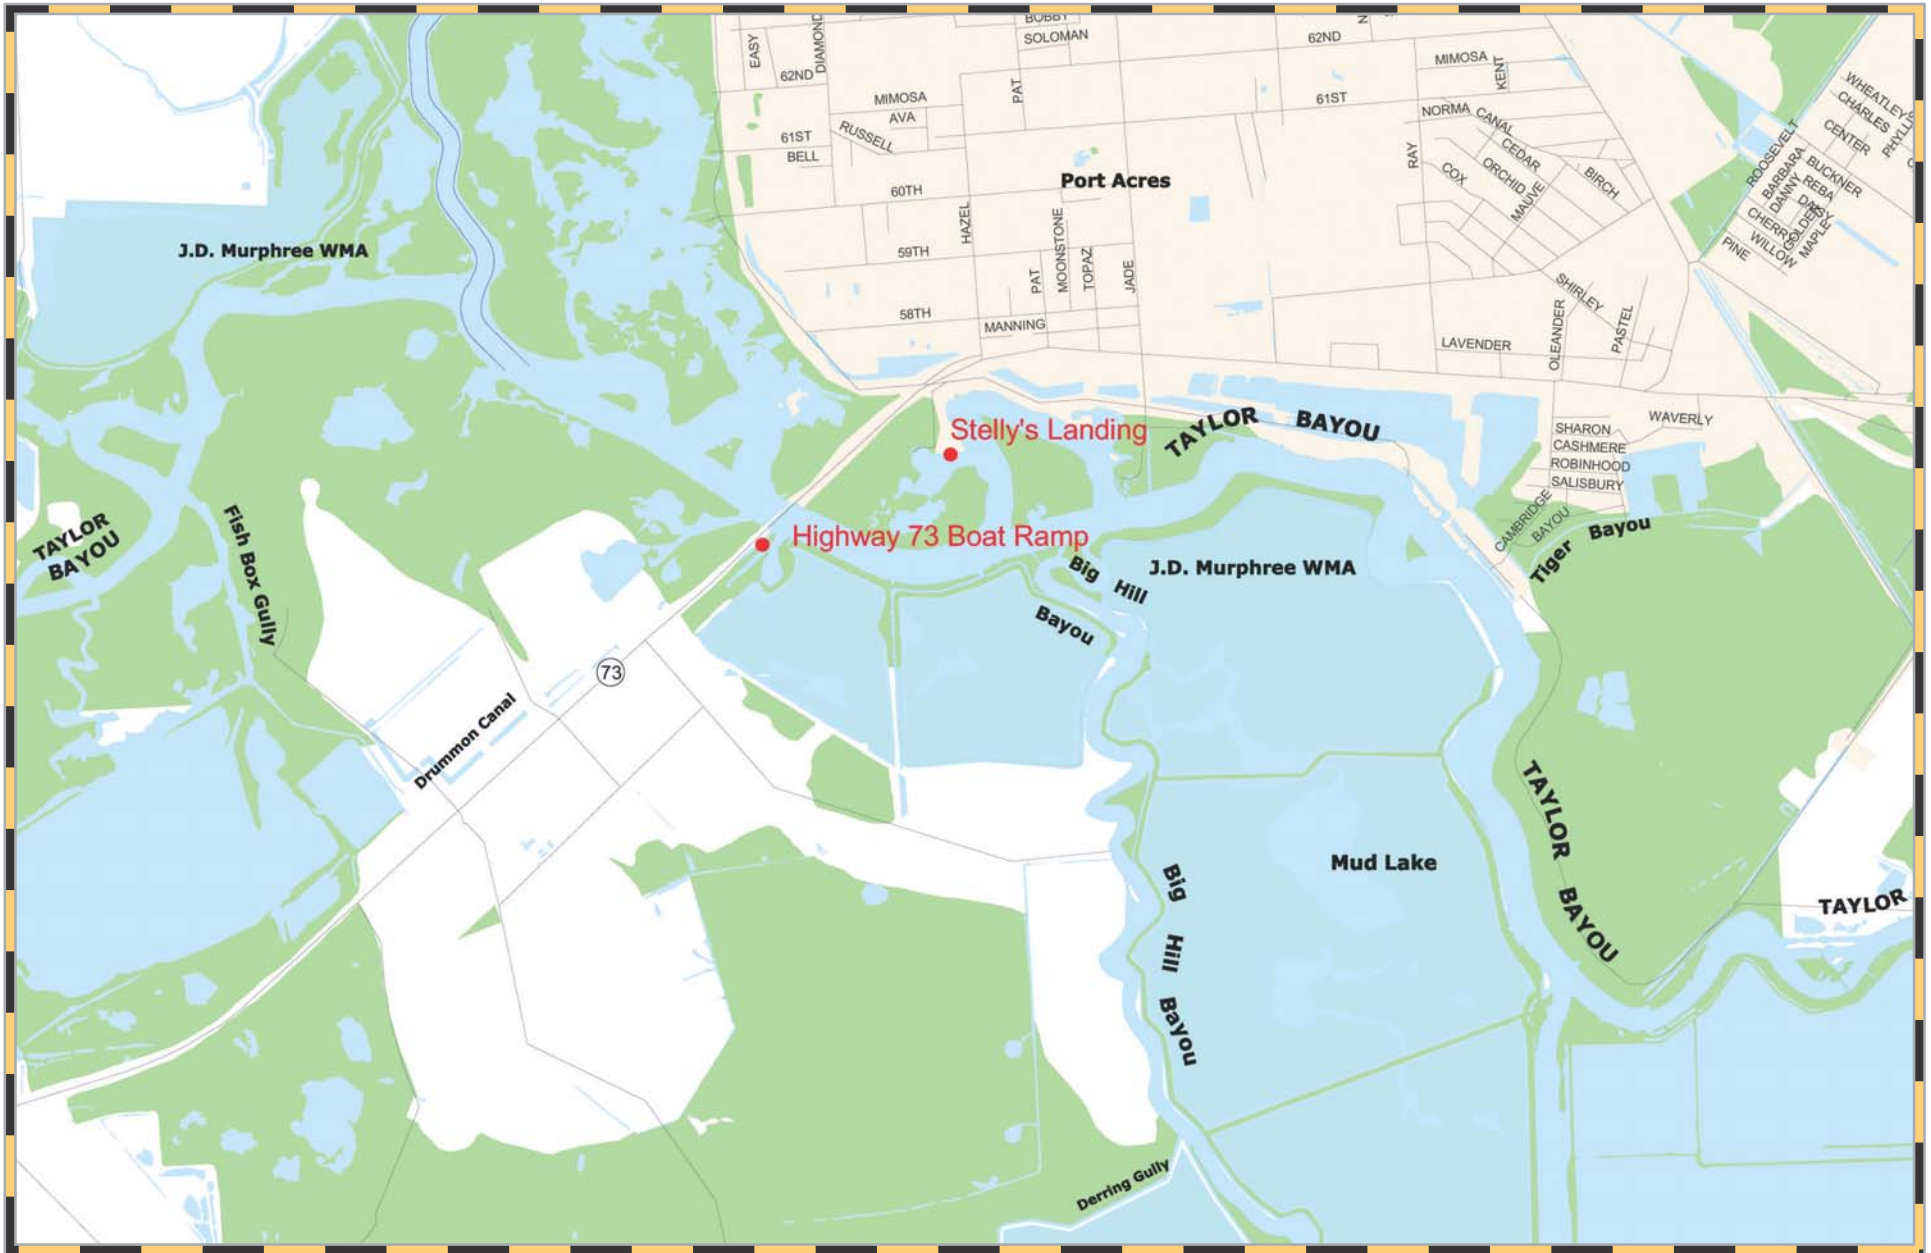 BOBBY
SOLOMAN
62ND
EASY
DIAMOND
62ND
PAT
MIMOSA
KENT
MIMOSA
AVA
61ST
61ST
BELL
RUSSELL
NORMA
CANAL
CEDAR
RAY
COX
ORCHID
MAUVE
BIRCH
WHEATLEY
CHARLES
CENTER
PHYLLIS
ROOSEVELT
BARBARA
DANNY
BUCKNER
REBA
DAISY
CHERRY
GOLDEN
MAPLE
WILLOW
PINE
Port Acres
60TH
HAZEL
MOONSTONE
59TH
PAT
TOPAZ
JADE
J.D. Murphree WMA
58TH
MANNING
SHIRLEY
OLEANDER
PASTEL
LAVENDER
Stelly's Landing
TAYLOR BAYOU
WAVERLY
SHARON
CASHMERE
ROBINHOOD
SALISBURY
CAMBRIDGE
BAYOU
Tiger Bayou
TAYLOR
BAYOU
Fish Box Gully
Highway 73 Boat Ramp
Big Hill
Bayou
J.D. Murphree WMA
73
Drummon Canal
TAYLOR BAYOU
Mud Lake
Big Hill Bayou
TAYLOR
Derring Gully